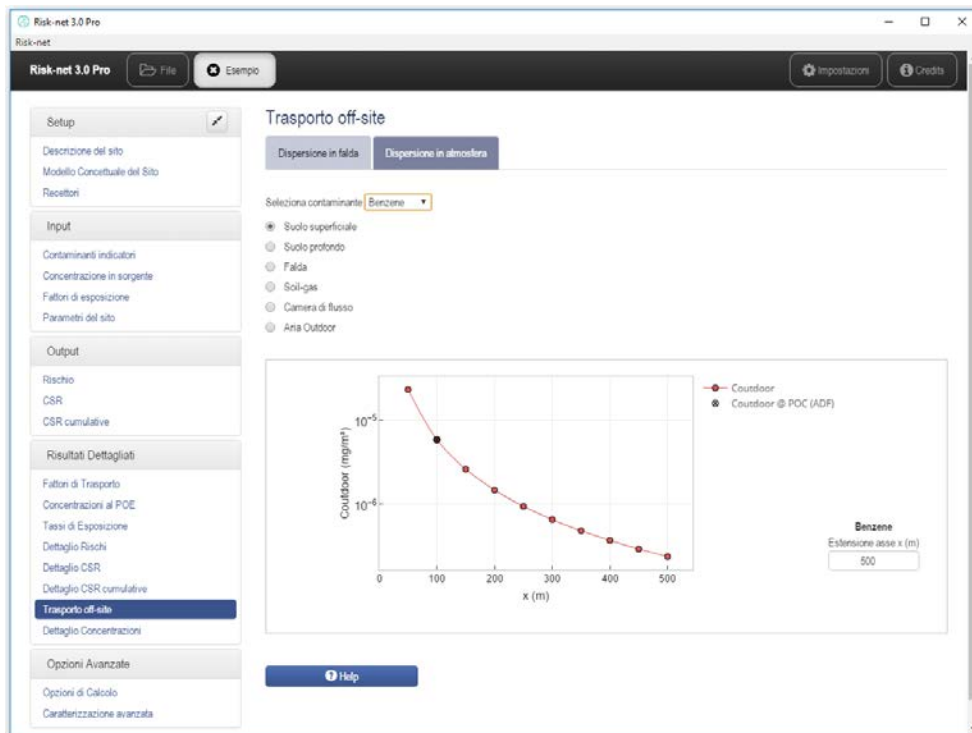 Risk-net 3.0 Pro
Risk-net
Risk-net 3.0 Pro
File
Esempio
Impostazioni
Credits
Setup
Descrizione del sito
Modello Concettuale del Sito
Recettori
Input
Contaminanti indicatori
Concentrazione in sorgente
Fattori di esposizione
Parametri del sito
Output
Rischio
CSR
CSR cumulative
Risultati Dettagliati
Fattori di Trasporto
Concentrazioni al POE
Tassi di Esposizione
Dettaglio Rischi
Dettaglio CSR
Dettaglio CSR cumulative
Trasporto off-site
Dettaglio Concentrazioni
Opzioni Avanzate
Opzioni di Calcolo
Caratterizzazione avanzata
Trasporto off-site
Dispersione in falda
Dispersione in atmosfera
Seleziona contaminante Benzene
Suolo superficiale
Suolo profondo
Falda
Soil-gas
Camera di flusso
Aria Outdoor
Coutdoor (mg/m³)
10⁻⁵
10⁻⁶
0 100 200 300 400 500
x (m)
Coutdoor
Coutdoor @ POC (ADF)
Benzene
Estensione asse x (m)
500
Help